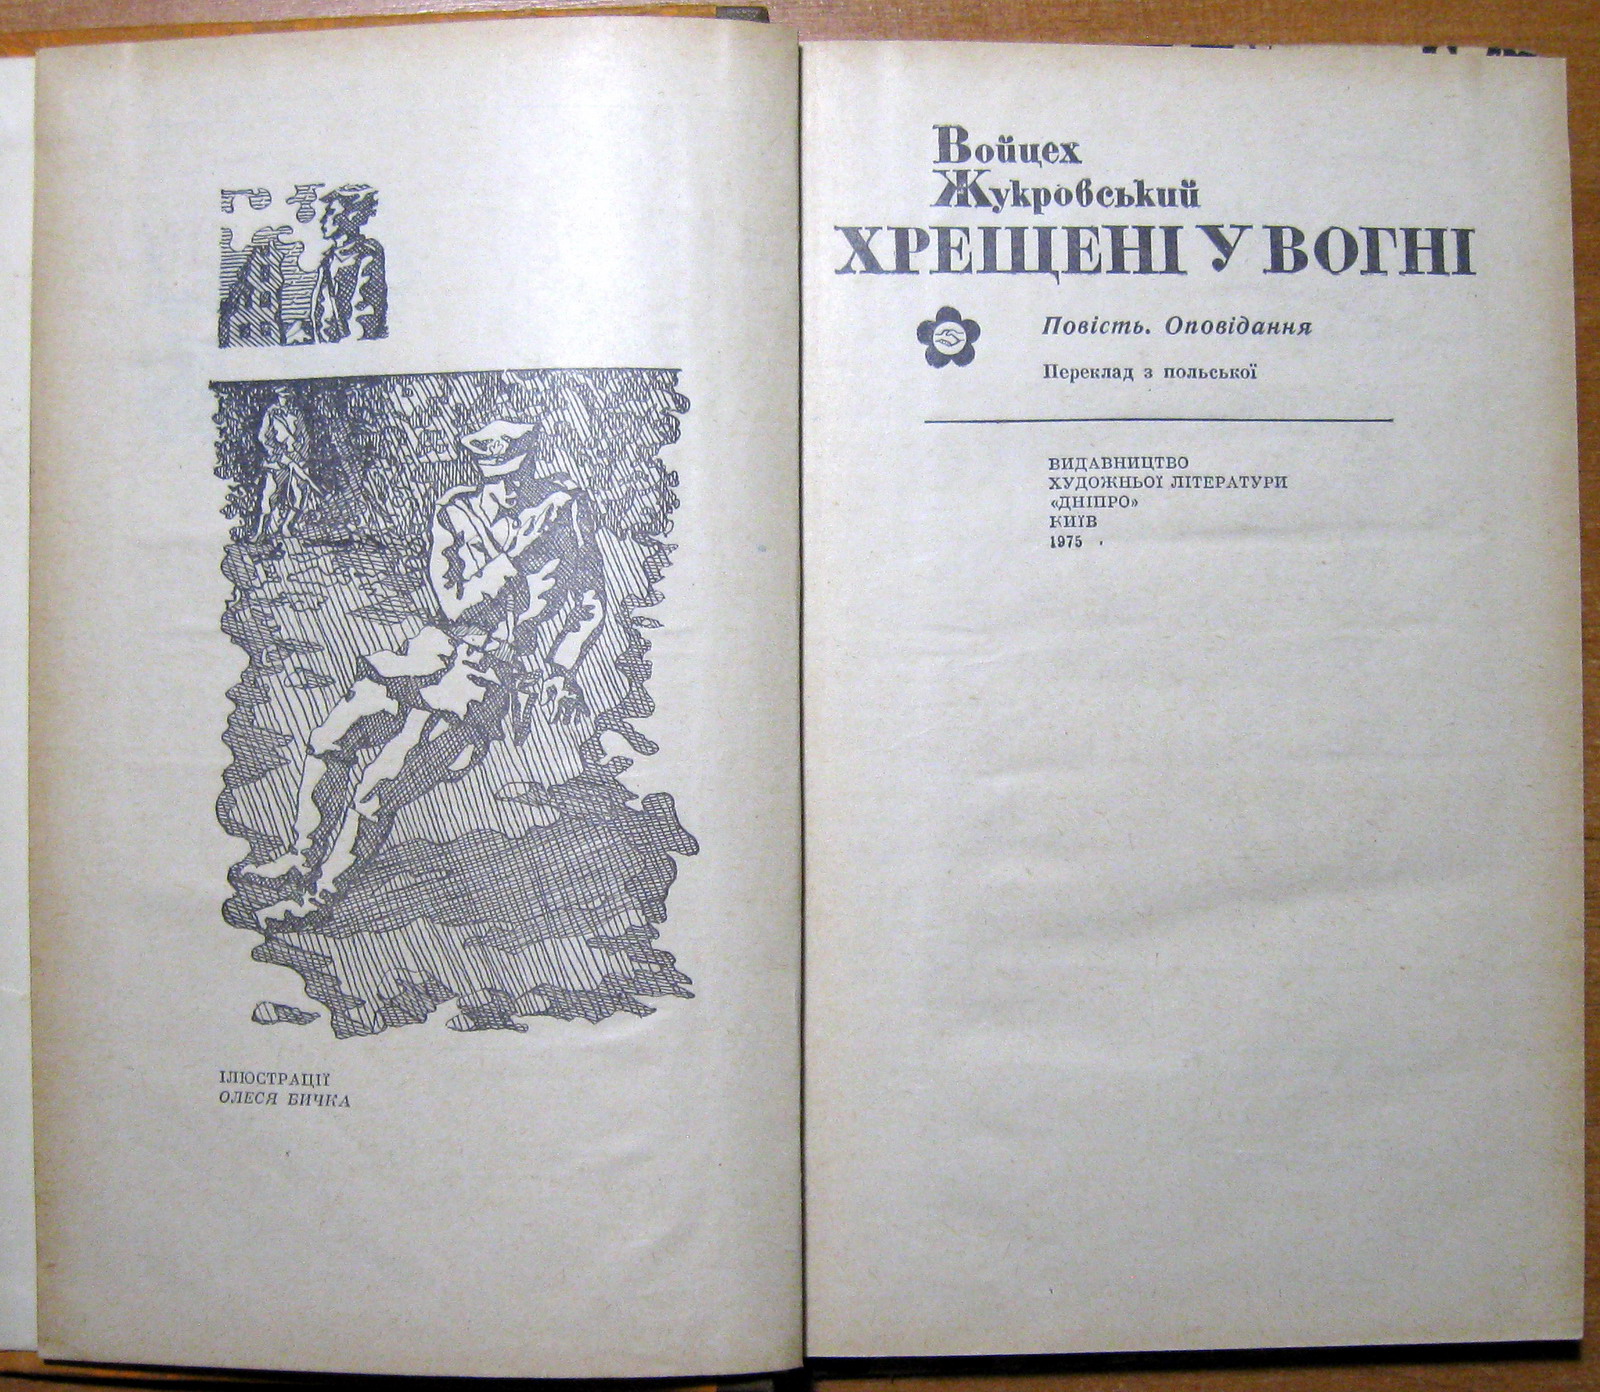 ІЛЮСТРАЦІЇ
ОЛЕСЯ БИЧКА
Войцех
Жукровський
ХРЕЩЕНІ У ВОГНІ
Повість. Оповідання
Переклад з польської
ВИДАВНИЦТВО
ХУДОЖНЬОЇ ЛІТЕРАТУРИ
«ДНІПРО»
КИЇВ
1975